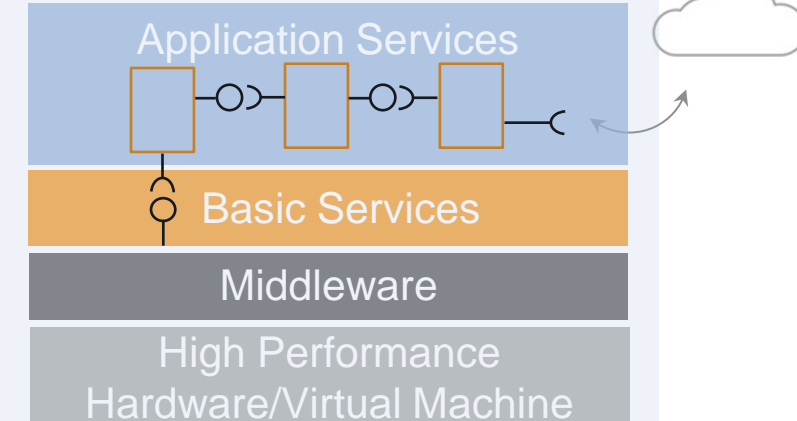 Application Services
Basic Services
Middleware
High Performance
Hardware/Virtual Machine